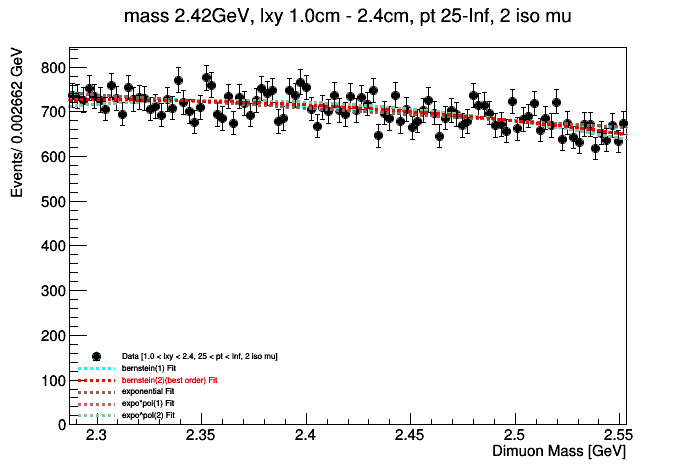 mass 2.42GeV, lxy 1.0cm - 2.4cm, pt 25-Inf, 2 iso mu
Events/ 0.002662 GeV
800
700
600
500
400
300
200
100
0
Data [1.0 < lxy < 2.4, 25 < pt < Inf, 2 iso mu]
bernstein(1) Fit
bernstein(2)(best order) Fit
exponential Fit
expo*pol(1) Fit
expo*pol(2) Fit
2.3
2.35
2.4
2.45
2.5
2.55
Dimuon Mass [GeV]